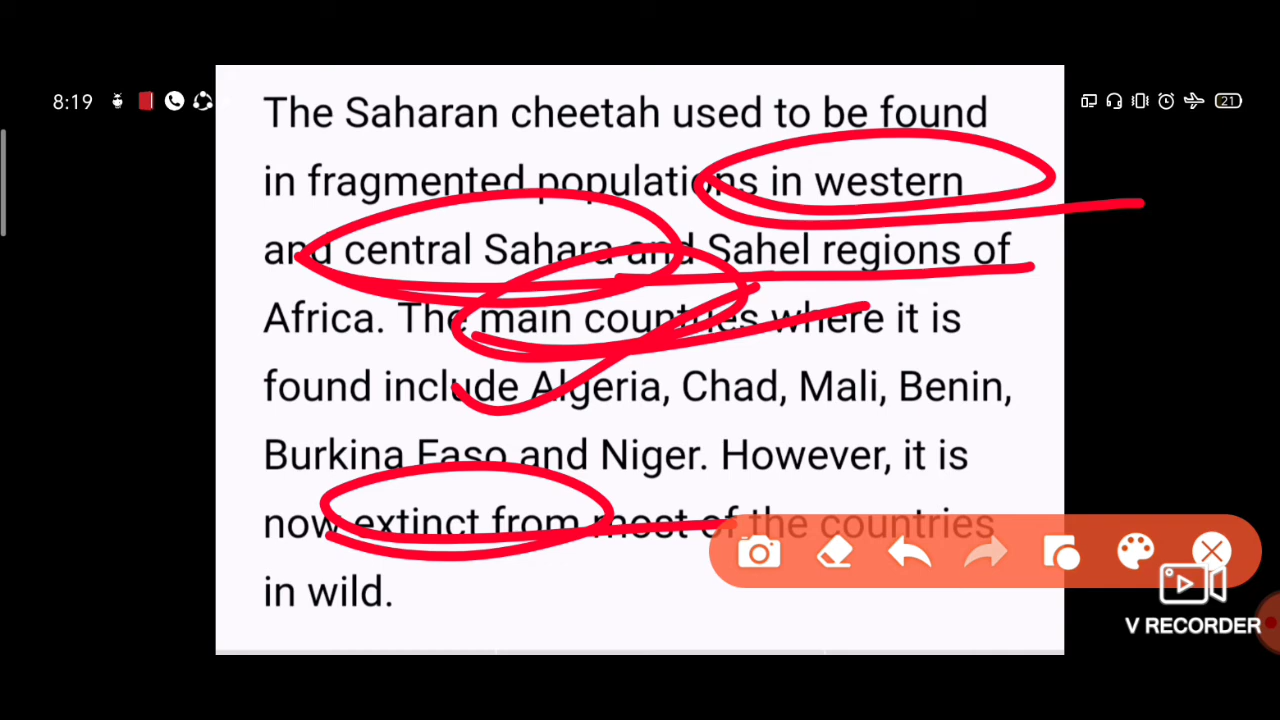 8:19
21
The Saharan cheetah used to be found
in fragmented populations in western
and central Sahara and Sahel regions of
Africa. The main countries where it is
found include Algeria, Chad, Mali, Benin,
Burkina Faso and Niger. However, it is
now extinct from most of the countries
in wild.
V RECORDER